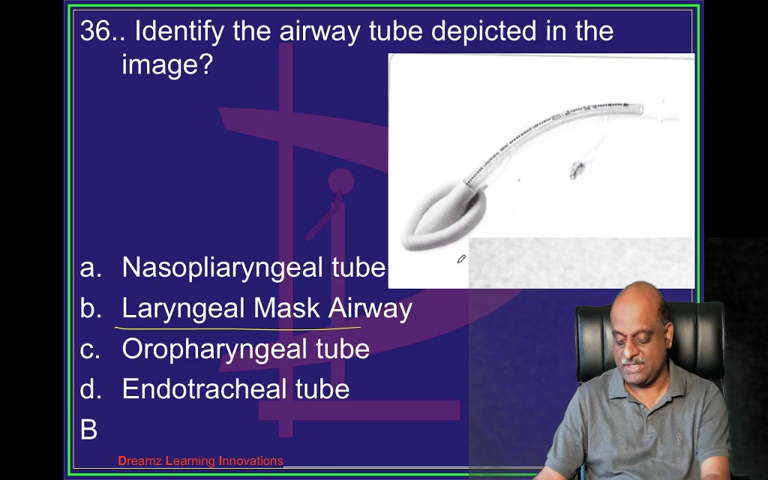 36.. Identify the airway tube depicted in the
image?
a. Nasopliaryngeal tube
b. Laryngeal Mask Airway
c. Oropharyngeal tube
d. Endotracheal tube
B
Dreamz Learning Innovations